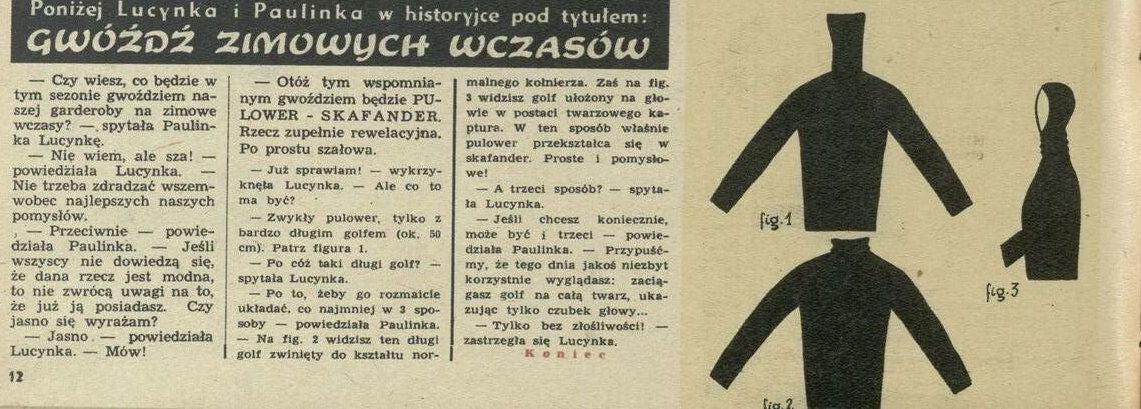 Poniżej Lucynka i Paulinka w historyjce pod tytułem:
GWÓŹDŹ ZIMOWYCH WCZASÓW
— Czy wiesz, co będzie w
tym sezonie gwoździem na-
szej garderoby na zimowe
wczasy? — spytała Paulin-
ka Lucynkę.
— Nie wiem, ale sza! —
powiedziała Lucynka. —
Nie trzeba zdradzać wszem-
wobec najlepszych naszych
pomysłów.
— Przeciwnie — powie-
działa Paulinka. — Jeśli
wszyscy nie dowiedzą się,
że dana rzecz jest modna,
to nie zwrócą uwagi na to,
że już ją posiadasz. Czy
jasno się wyrażam?
— Jasno — powiedziała
Lucynka. — Mów!
12
— Otóż tym wspomnia-
nym gwoździem będzie PU-
LOWER - SKAFANDER.
Rzecz zupełnie rewelacyjna.
Po prostu szałowa.
— Już sprawiam! — wykrzy-
knęła Lucynka. — Ale co to
ma być?
— Zwykły pulower, tylko z
bardzo długim golfem (ok. 50
cm). Patrz figura 1.
— Po cóż taki długi golf? —
spytała Lucynka.
— Po to, żeby go rozmaicie
układać, co najmniej w 3 spo-
soby — powiedziała Paulinka.
— Na fig. 2 widzisz ten długi
golf zwinięty do kształtu nor-
malnego kołnierza. Zaś na fig.
3 widzisz golf ułożony na gło-
wie w postaci twarzowego ka-
ptura. W ten sposób właśnie
pulower przekształca się w
skafander. Proste i pomysło-
we!
— A trzeci sposób? — spyta-
ła Lucynka.
— Jeśli chcesz koniecznie,
może być i trzeci — powie-
działa Paulinka. — Przypuść-
my, że tego dnia jakoś niezbyt
korzystnie wyglądasz: zacią-
gasz golf na całą twarz, uka-
zując tylko czubek głowy...
— Tylko bez złośliwości! —
zastrzegła się Lucynka.
Koniec
fig.1
fig.2
fig.3